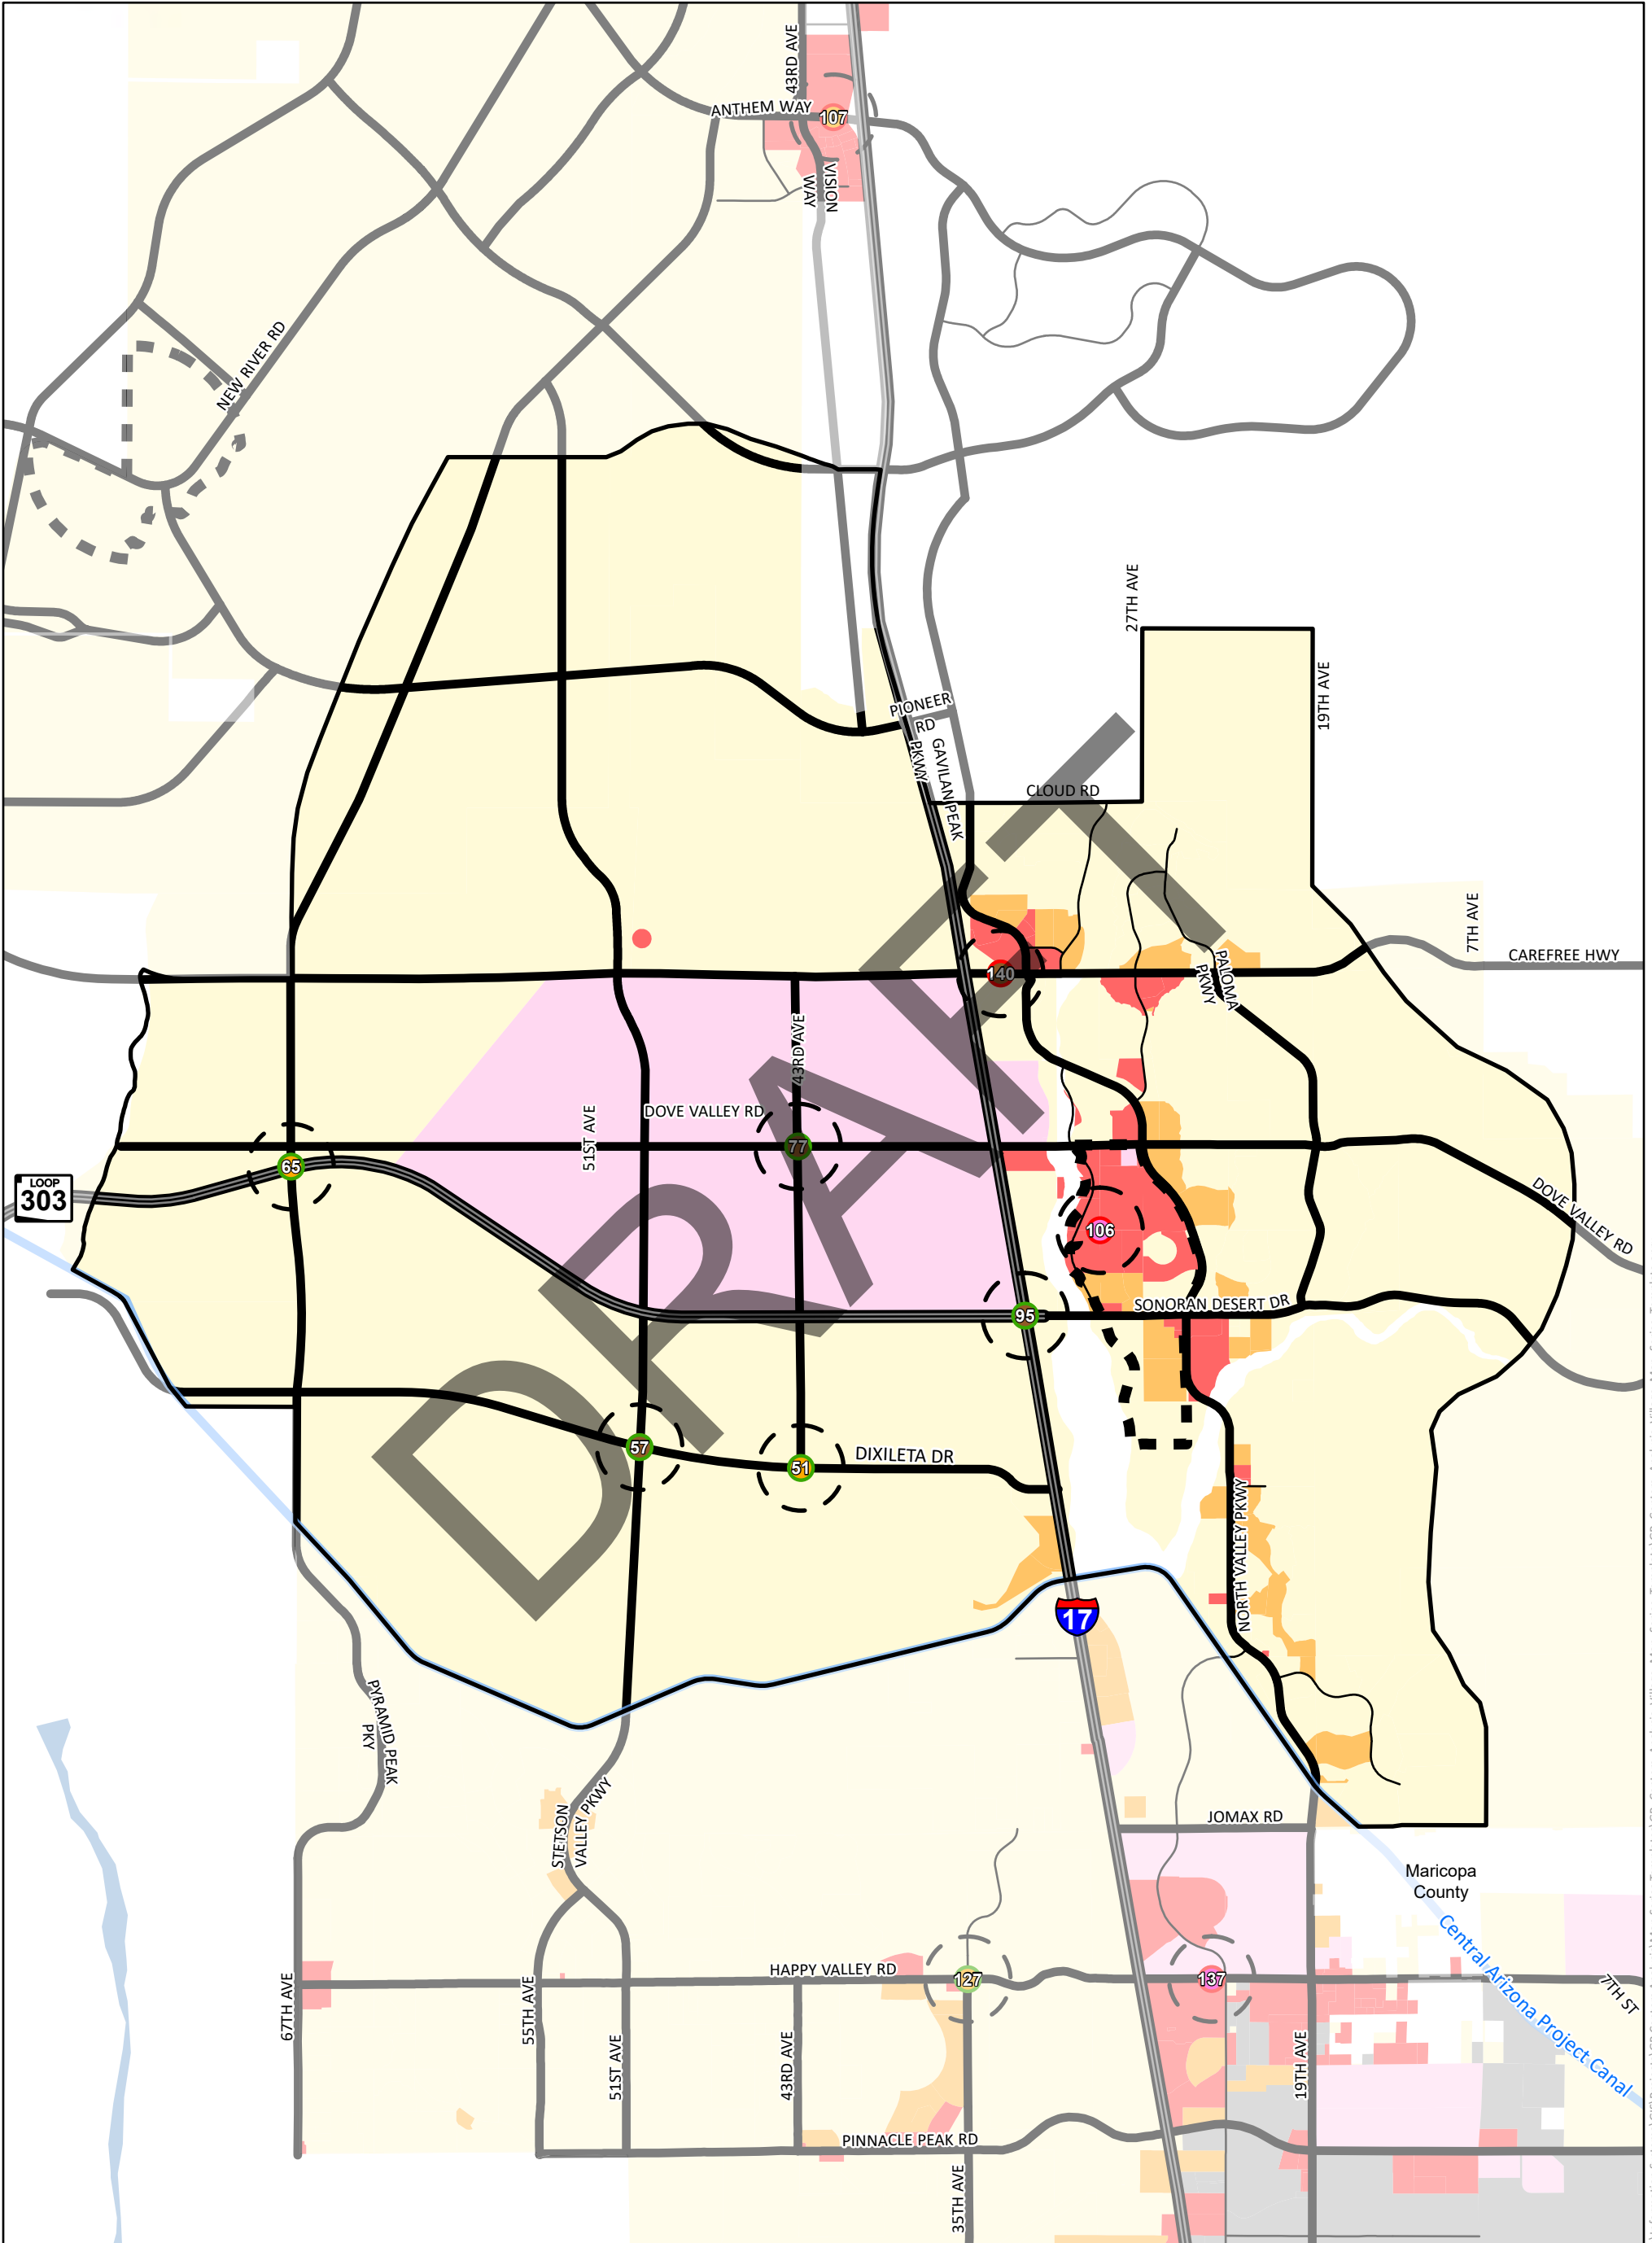 43RD AVE
ANTHEM WAY
107
VISION
WAY
NEW RIVER RD
27TH AVE
19TH AVE
PIONEER
RD
GAVILAN PEAK
PKWY
CLOUD RD
7TH AVE
CAREFREE HWY
140
PALOMA
PKWY
43RD AVE
DOVE VALLEY RD
51ST AVE
77
65
LOOP
303
DOVE VALLEY RD
106
SONORAN DESERT DR
95
DRAFT
57
51
DIXILETA DR
NORTH VALLEY PKWY
17
PYRAMID PEAK
PKY
STETSON
VALLEY PKWY
JOMAX RD
Maricopa
County
Central Arizona Project Canal
HAPPY VALLEY RD
127
137
7TH ST
67TH AVE
55TH AVE
51ST AVE
43RD AVE
19TH AVE
PINNACLE PEAK RD
35TH AVE